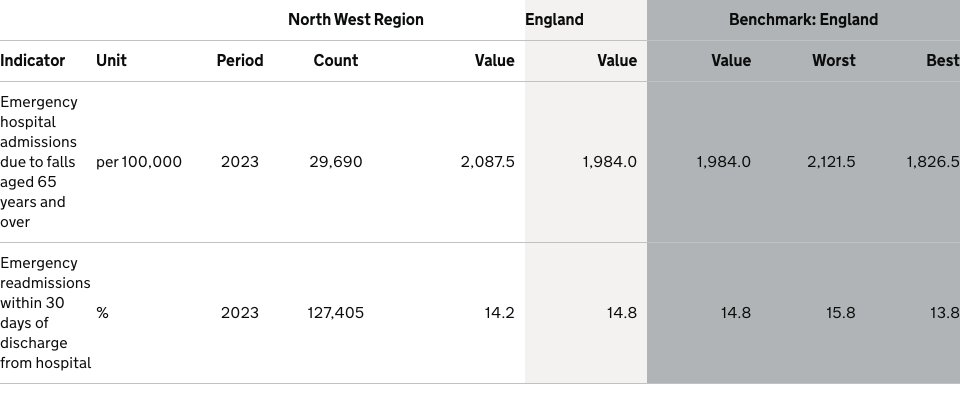 North West Region England Benchmark: England
Indicator Unit Period Count Value Value Value Worst Best
Emergency
hospital
admissions
due to falls per 100,000 2023 29,690 2,087.5 1,984.0 1,984.0 2,121.5 1,826.5
aged 65
years and
over
Emergency
readmissions
within 30
days of % 2023 127,405 14.2 14.8 14.8 15.8 13.8
discharge
from hospital